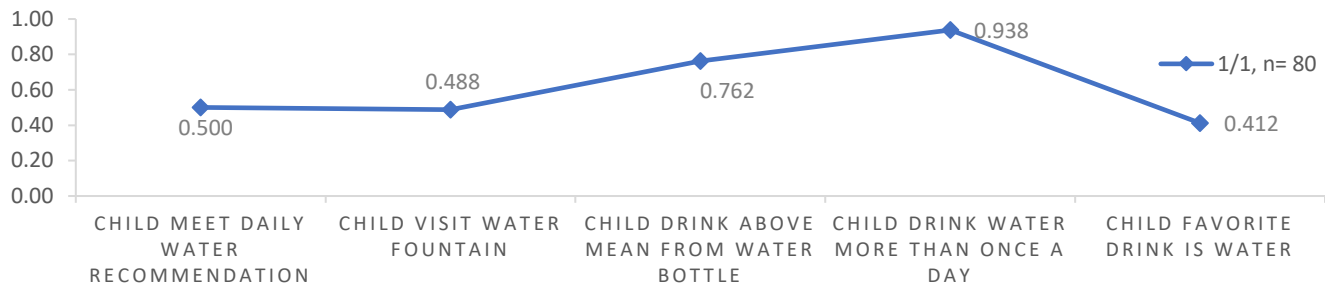 1.00
0.80
0.60
0.40
0.20
0.00
0.500
0.488
0.762
0.938
0.412
1/1, n= 80
CHILD MEET DAILY
WATER
RECOMMENDATION
CHILD VISIT WATER
FOUNTAIN
CHILD DRINK ABOVE
MEAN FROM WATER
BOTTLE
CHILD DRINK WATER
MORE THAN ONCE A
DAY
CHILD FAVORITE
DRINK IS WATER